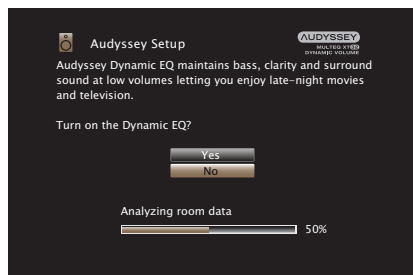 Audyssey Setup
AUDYSSEY
MULTEQ XT32
DYNAMIC VOLUME
Audyssey Dynamic EQ maintains bass, clarity and surround
sound at low volumes letting you enjoy late-night movies
and television.
Turn on the Dynamic EQ?
Yes
No
Analyzing room data
50%